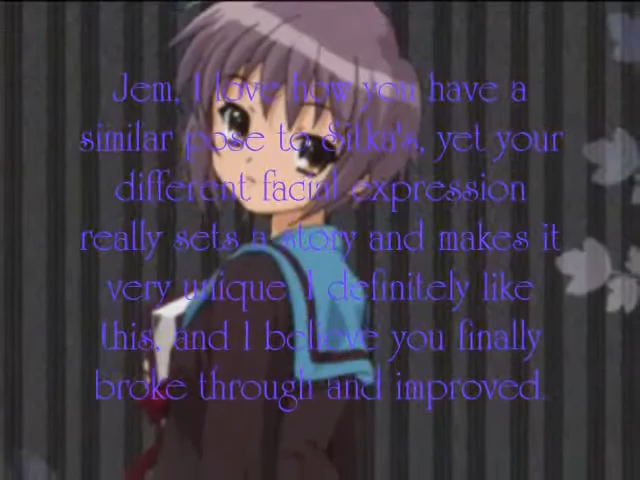 Jem, I love how you have a
similar pose to Sitka's, yet your
different facial expression
really sets a story and makes it
very unique. I definitely like
this, and I believe you finally
broke through and improved.